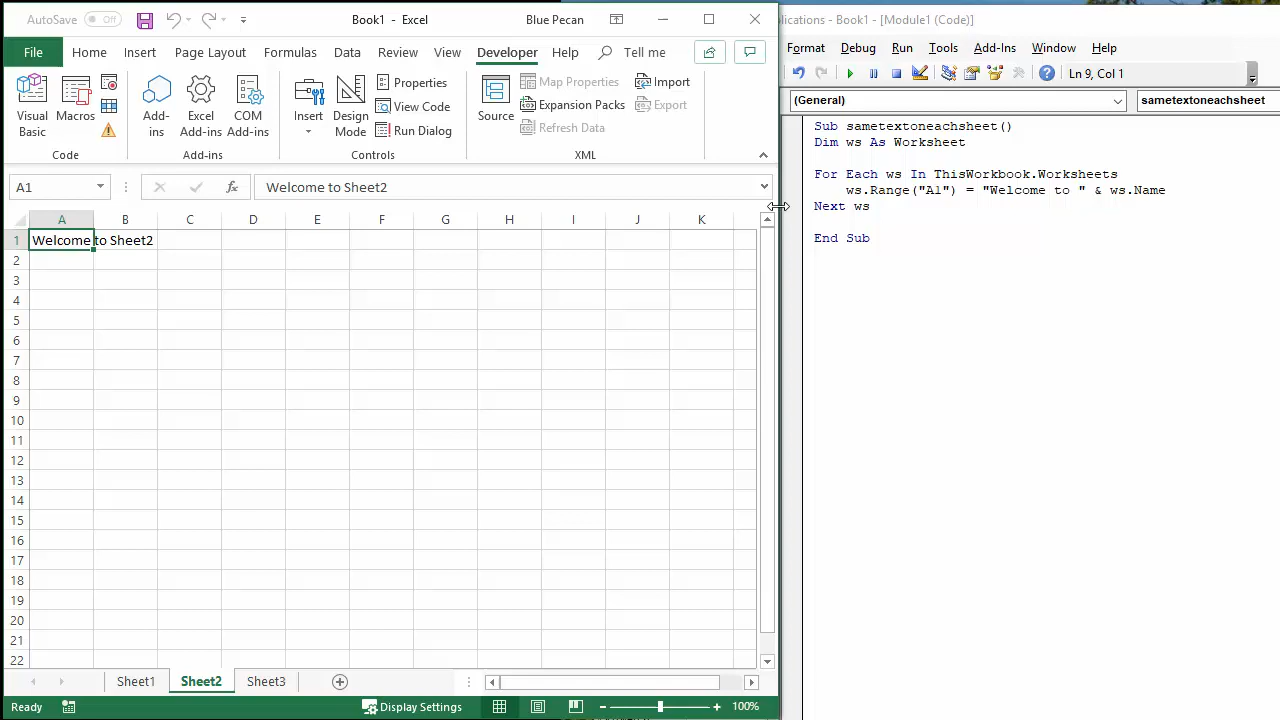 AutoSave Off
Book1 - Excel
Blue Pecan
File Home Insert Page Layout Formulas Data Review View Developer Help Tell me
Visual Basic
Macros
Code
Add-ins
Excel Add-ins
COM Add-ins
Add-ins
Insert
Design Mode
Properties
View Code
Run Dialog
Controls
Source
Map Properties
Expansion Packs
Refresh Data
Import
Export
XML
A1
fx
Welcome to Sheet2
A B C D E F G H I J K
1 Welcome to Sheet2
2
3
4
5
6
7
8
9
10
11
12
13
14
15
16
17
18
19
20
21
22
Sheet1 Sheet2 Sheet3
Ready
Display Settings
100%
plications - Book1 - [Module1 (Code)]
Format Debug Run Tools Add-Ins Window Help
Ln 9, Col 1
(General)
sametextoneachsheet
Sub sametextoneachsheet()
Dim ws As Worksheet
For Each ws In ThisWorkbook.Worksheets
ws.Range("A1") = "Welcome to " & ws.Name
Next ws
End Sub